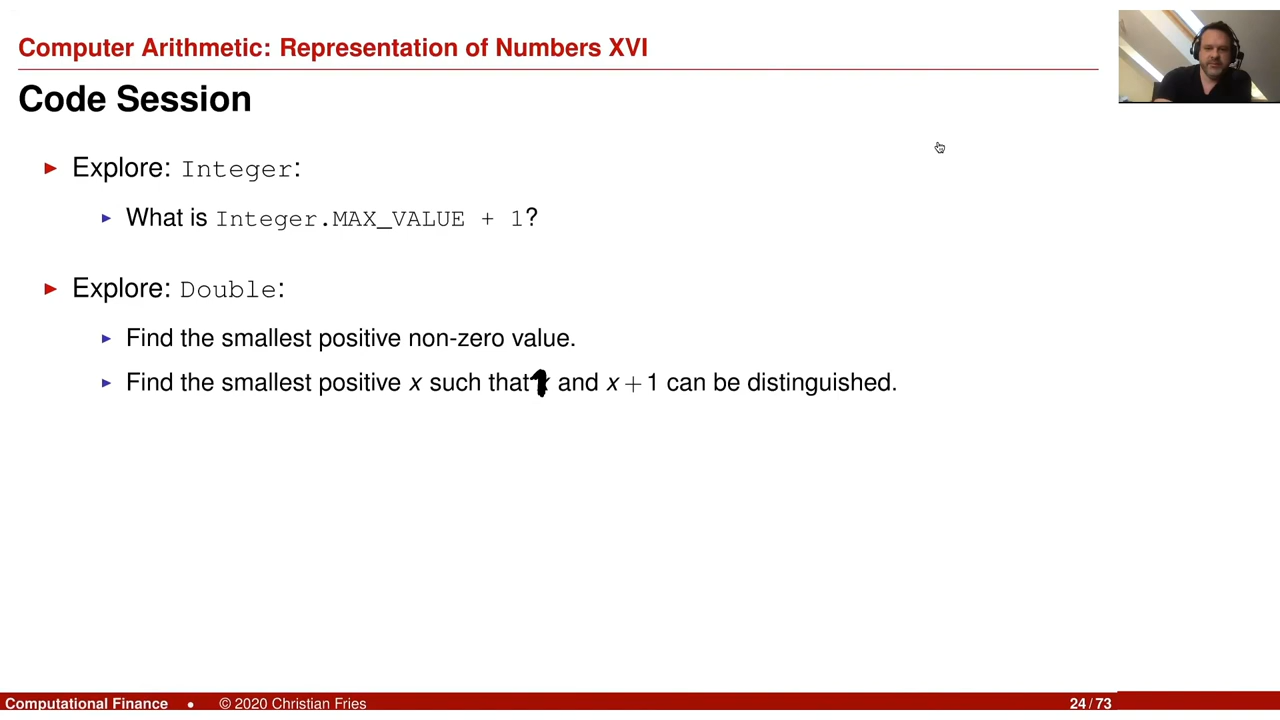 Computer Arithmetic: Representation of Numbers XVI
Code Session
Explore: Integer:
What is Integer.MAX_VALUE + 1?
Explore: Double:
Find the smallest positive non-zero value.
Find the smallest positive x such that 1 and x + 1 can be distinguished.
Computational Finance • © 2020 Christian Fries 24/73